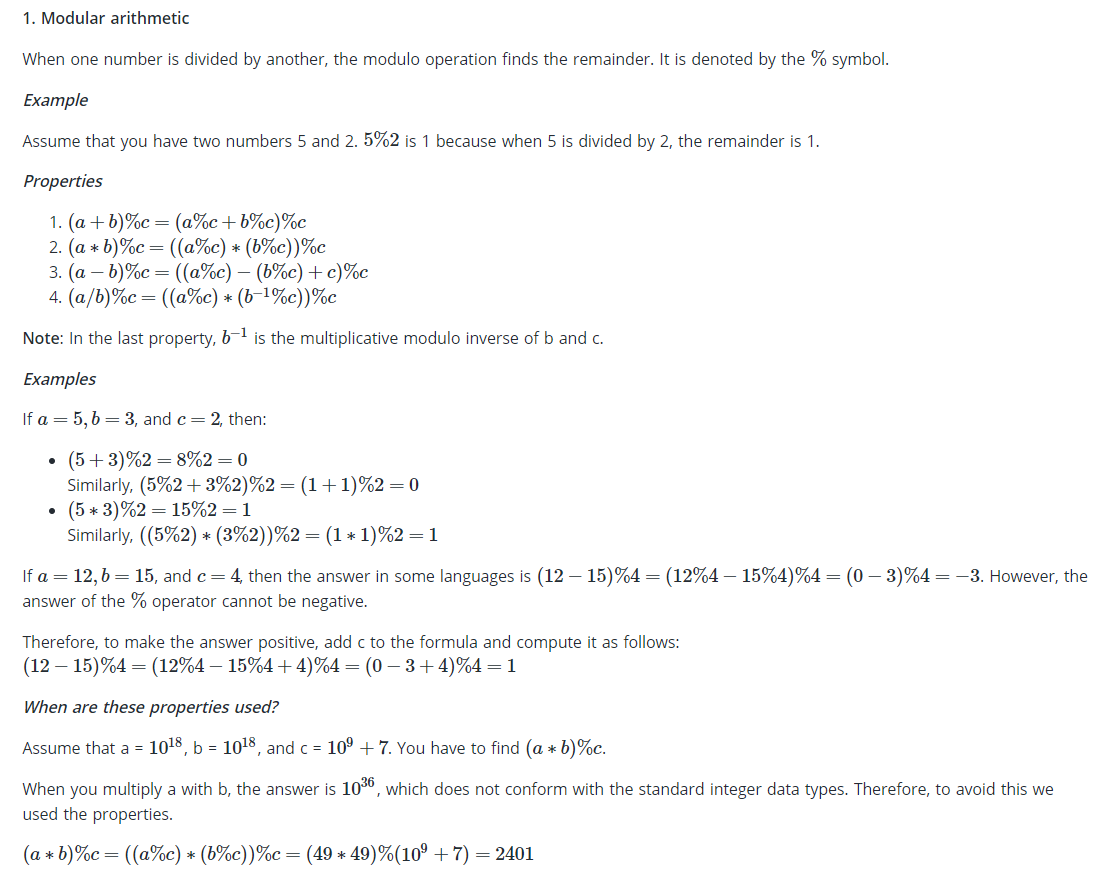 1. Modular arithmetic
When one number is divided by another, the modulo operation finds the remainder. It is denoted by the % symbol.
Example
Assume that you have two numbers 5 and 2. 5%2 is 1 because when 5 is divided by 2, the remainder is 1.
Properties
1. (a + b)%c = (a%c + b%c)%c
2. (a ∗ b)%c = ((a%c) ∗ (b%c))%c
3. (a − b)%c = ((a%c) − (b%c) + c)%c
4. (a/b)%c = ((a%c) ∗ (b⁻¹%c))%c
Note: In the last property, b⁻¹ is the multiplicative modulo inverse of b and c.
Examples
If a = 5, b = 3, and c = 2, then:
• (5 + 3)%2 = 8%2 = 0
Similarly, (5%2 + 3%2)%2 = (1 + 1)%2 = 0
• (5 ∗ 3)%2 = 15%2 = 1
Similarly, ((5%2) ∗ (3%2))%2 = (1 ∗ 1)%2 = 1
If a = 12, b = 15, and c = 4, then the answer in some languages is (12 − 15)%4 = (12%4 − 15%4)%4 = (0 − 3)%4 = −3. However, the
answer of the % operator cannot be negative.
Therefore, to make the answer positive, add c to the formula and compute it as follows:
(12 − 15)%4 = (12%4 − 15%4 + 4)%4 = (0 − 3 + 4)%4 = 1
When are these properties used?
Assume that a = 10¹⁸, b = 10¹⁸, and c = 10⁹ + 7. You have to find (a ∗ b)%c.
When you multiply a with b, the answer is 10³⁶, which does not conform with the standard integer data types. Therefore, to avoid this we
used the properties.
(a ∗ b)%c = ((a%c) ∗ (b%c))%c = (49 ∗ 49)%(10⁹ + 7) = 2401